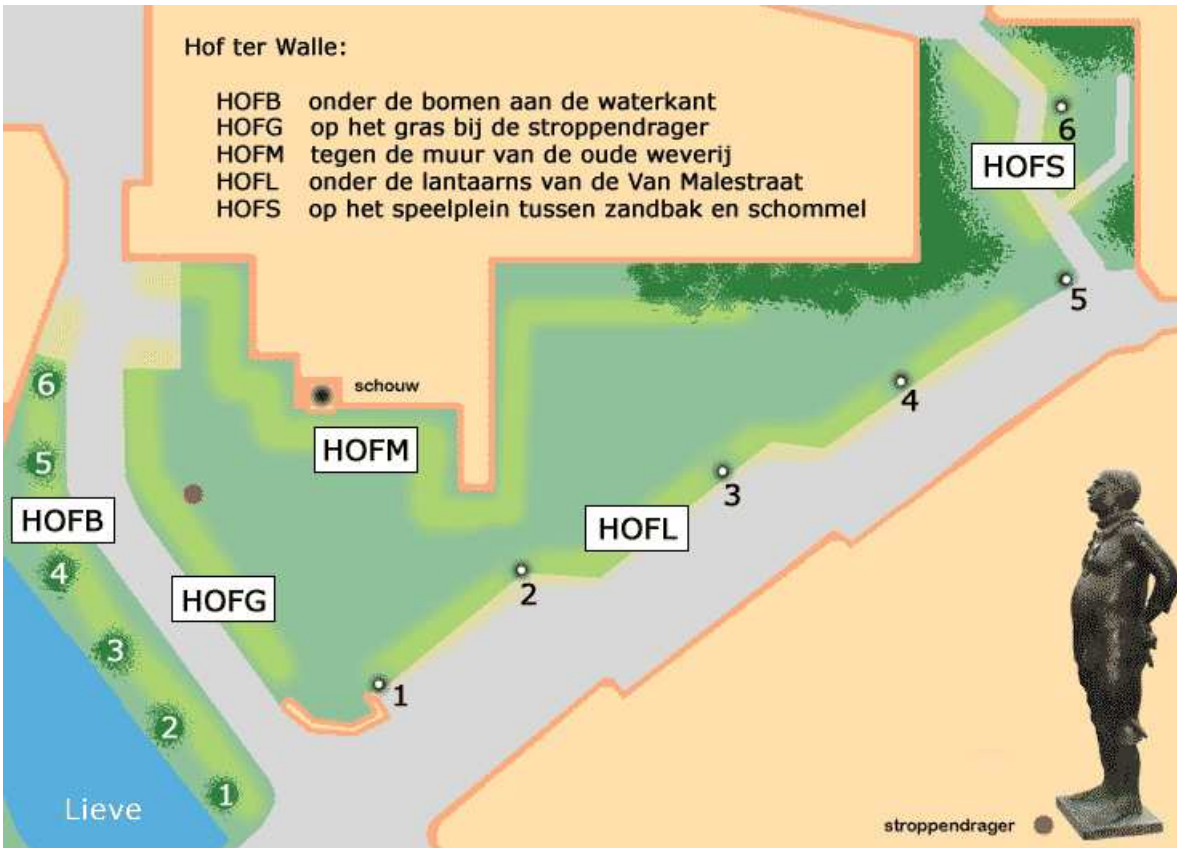 Hof ter Walle:
HOFB onder de bomen aan de waterkant
HOFG op het gras bij de stroppendrager
HOFM tegen de muur van de oude weverij
HOFL onder de lantaarns van de Van Malestraat
HOFS op het speelplein tussen zandbak en schommel
6
HOFS
5
schouw
6
4
HOFM
5
3
HOFB
HOFL
4
2
HOFG
3
1
2
1
Lieve
stroppendrager